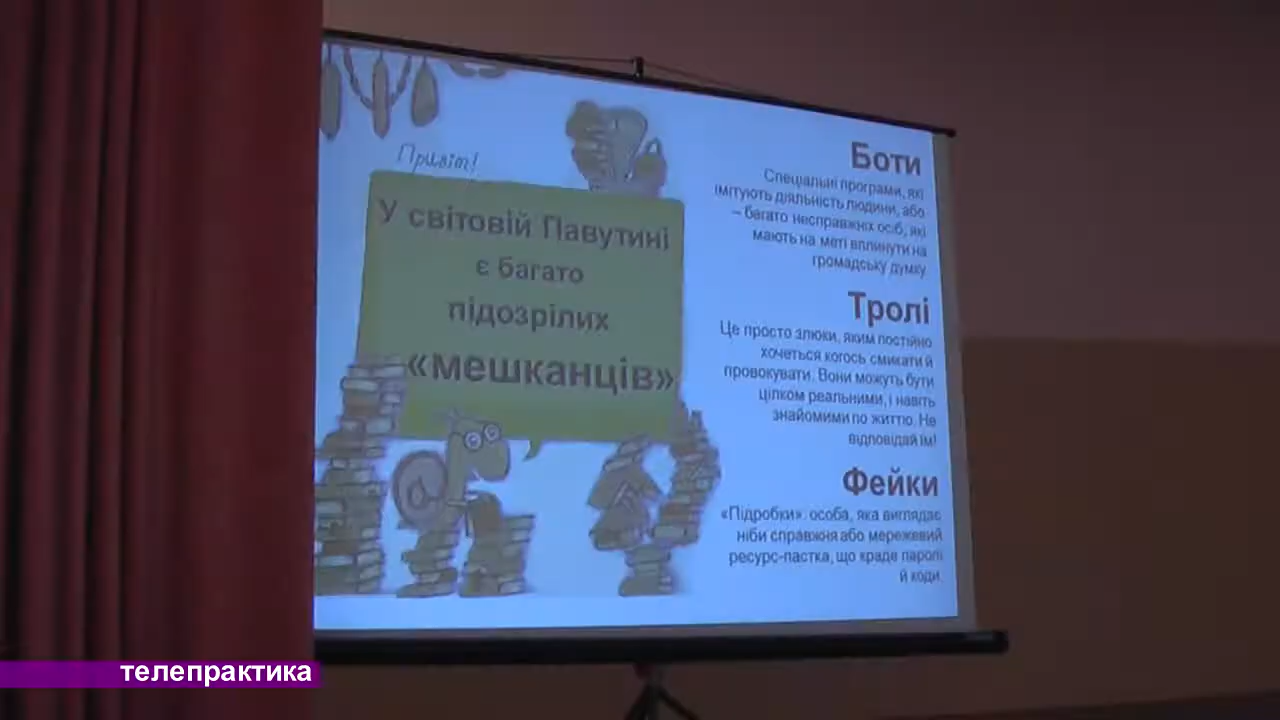 Привіт!
У світовій Павутині
є багато
підозрілих
«мешканців»
Боти
Спеціальні програми, які
імітують діяльність людини, або
– багато несправжніх осіб, які
мають на меті вплинути на
громадську думку
Тролі
Це просто злюки, яким постійно
хочеться когось смикати й
провокувати. Вони можуть бути
цілком реальними, і навіть
знайомими по життю. Не
відповідай їм!
Фейки
«Підробки»: особа, яка виглядає
ніби справжня або мережевий
ресурс-пастка, що краде паролі
й коди.
телепрактика